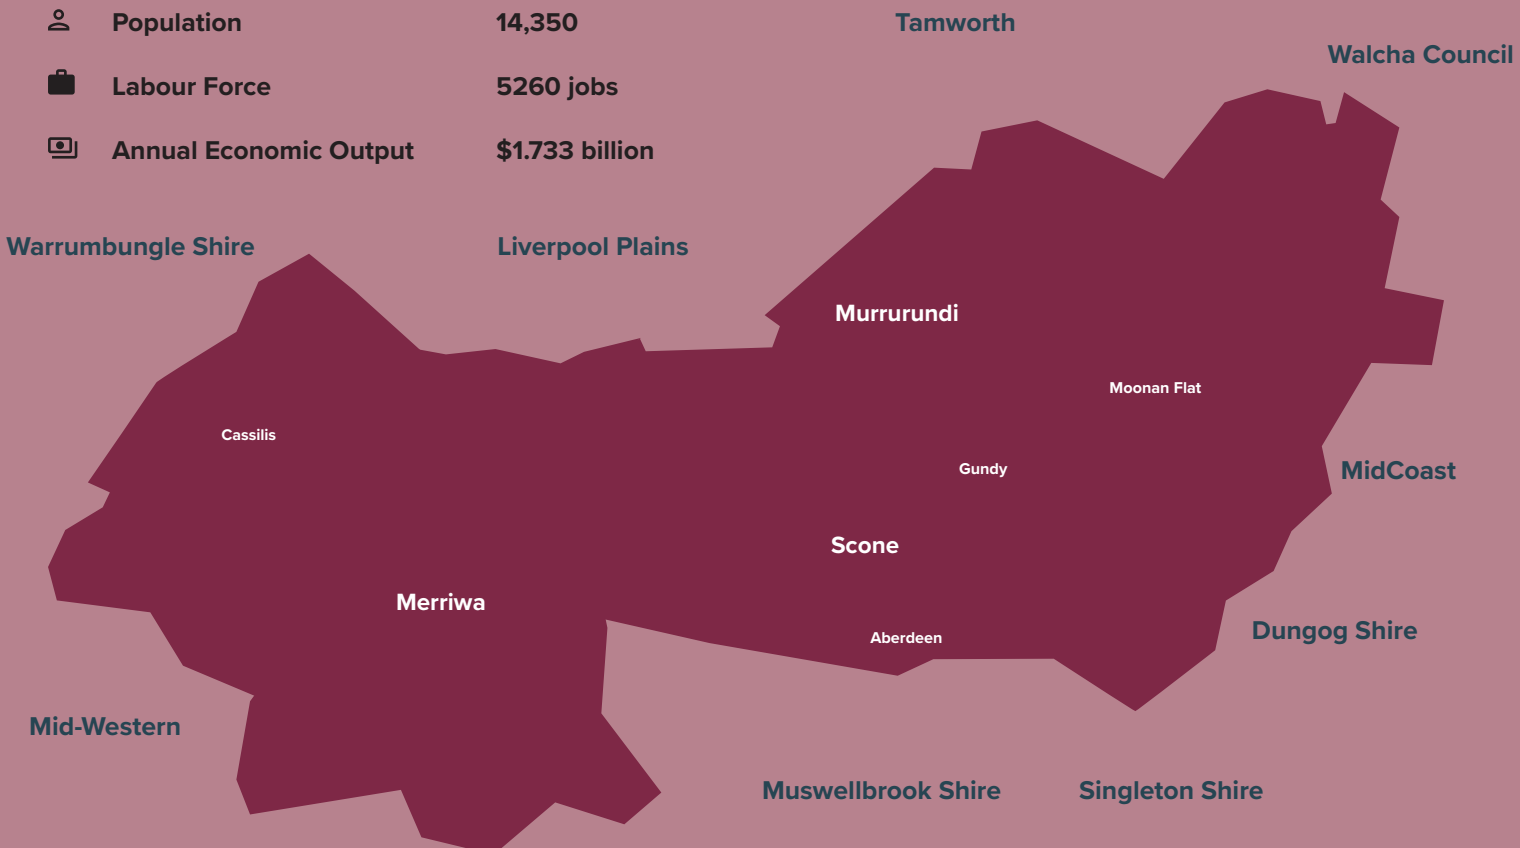 Population 14,350
Tamworth
Walcha Council
Labour Force 5260 jobs
Annual Economic Output $1.733 billion
Warrumbungle Shire
Liverpool Plains
Murrurundi
Moonan Flat
Cassilis
Gundy
MidCoast
Scone
Merriwa
Aberdeen
Dungog Shire
Mid-Western
Muswellbrook Shire
Singleton Shire